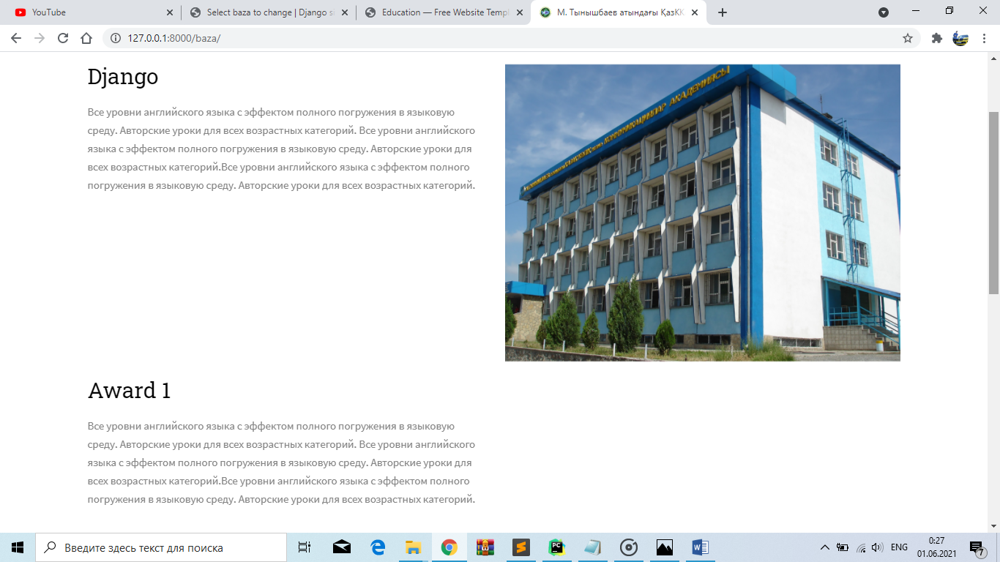 YouTube
Select baza to change | Django si
Education — Free Website Templ
М. Тынышбаев атындағы ҚазКК
127.0.0.1:8000/baza/
Django
Все уровни английского языка с эффектом полного погружения в языковую
среду. Авторские уроки для всех возрастных категорий. Все уровни английского
языка с эффектом полного погружения в языковую среду. Авторские уроки для
всех возрастных категорий.Все уровни английского языка с эффектом полного
погружения в языковую среду. Авторские уроки для всех возрастных категорий.
КОММУНИКАЦИЯЛАР АКАДЕМИЯСЫ
Award 1
Все уровни английского языка с эффектом полного погружения в языковую
среду. Авторские уроки для всех возрастных категорий. Все уровни английского
языка с эффектом полного погружения в языковую среду. Авторские уроки для
всех возрастных категорий.Все уровни английского языка с эффектом полного
погружения в языковую среду. Авторские уроки для всех возрастных категорий.
Введите здесь текст для поиска
PC
W
ENG
0:27
01.06.2021
7